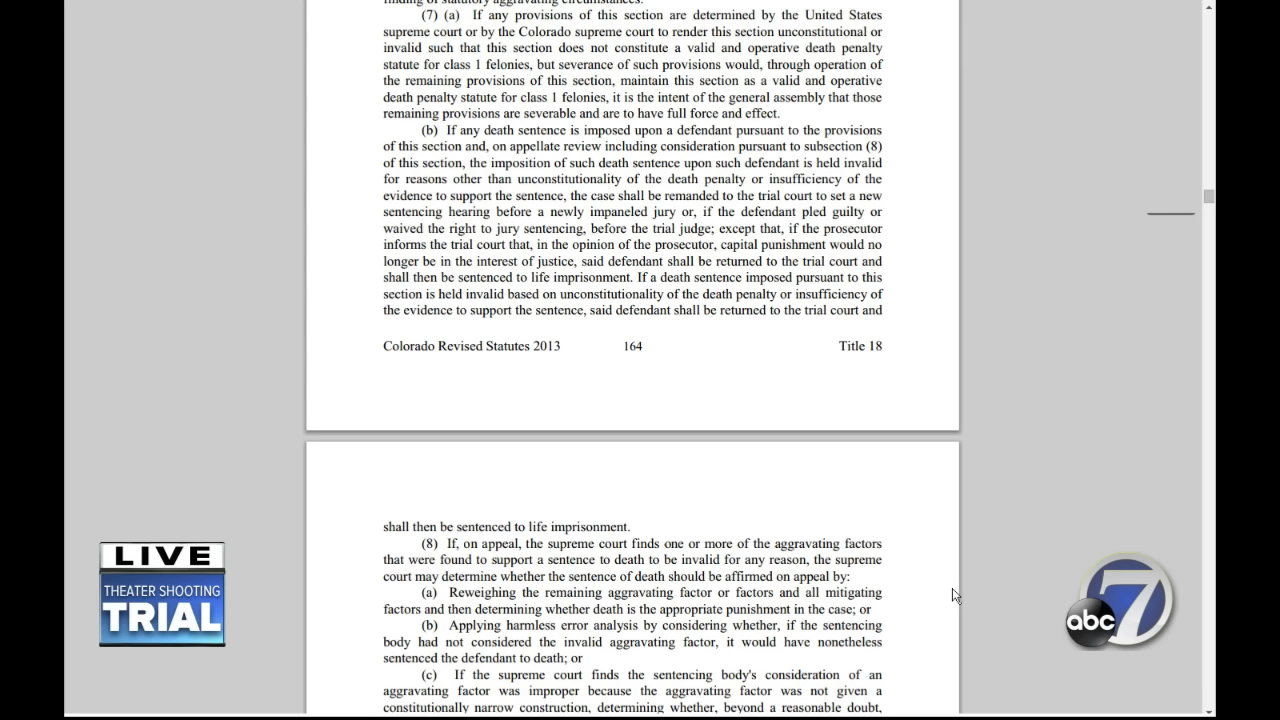 finding of statutory aggravating circumstances.
(7) (a) If any provisions of this section are determined by the United States
supreme court or by the Colorado supreme court to render this section unconstitutional or
invalid such that this section does not constitute a valid and operative death penalty
statute for class 1 felonies, but severance of such provisions would, through operation of
the remaining provisions of this section, maintain this section as a valid and operative
death penalty statute for class 1 felonies, it is the intent of the general assembly that those
remaining provisions are severable and are to have full force and effect.
(b) If any death sentence is imposed upon a defendant pursuant to the provisions
of this section and, on appellate review including consideration pursuant to subsection (8)
of this section, the imposition of such death sentence upon such defendant is held invalid
for reasons other than unconstitutionality of the death penalty or insufficiency of the
evidence to support the sentence, the case shall be remanded to the trial court to set a new
sentencing hearing before a newly impaneled jury or, if the defendant pled guilty or
waived the right to jury sentencing, before the trial judge; except that, if the prosecutor
informs the trial court that, in the opinion of the prosecutor, capital punishment would no
longer be in the interest of justice, said defendant shall be returned to the trial court and
shall then be sentenced to life imprisonment. If a death sentence imposed pursuant to this
section is held invalid based on unconstitutionality of the death penalty or insufficiency of
the evidence to support the sentence, said defendant shall be returned to the trial court and
Colorado Revised Statutes 2013 164 Title 18
shall then be sentenced to life imprisonment.
(8) If, on appeal, the supreme court finds one or more of the aggravating factors
that were found to support a sentence to death to be invalid for any reason, the supreme
court may determine whether the sentence of death should be affirmed on appeal by:
(a) Reweighing the remaining aggravating factor or factors and all mitigating
factors and then determining whether death is the appropriate punishment in the case; or
(b) Applying harmless error analysis by considering whether, if the sentencing
body had not considered the invalid aggravating factor, it would have nonetheless
sentenced the defendant to death; or
(c) If the supreme court finds the sentencing body's consideration of an
aggravating factor was improper because the aggravating factor was not given a
constitutionally narrow construction, determining whether, beyond a reasonable doubt,
LIVE
THEATER SHOOTING
TRIAL
abc 7